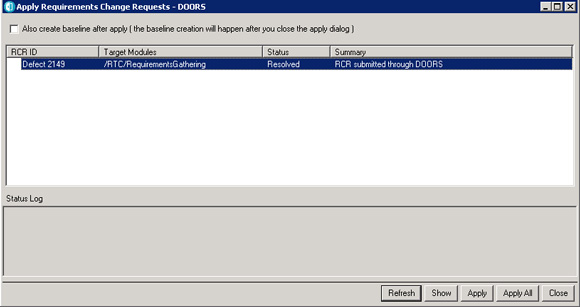 Apply Requirements Change Requests - DOORS
Also create baseline after apply ( the baseline creation will happen after you close the apply dialog )
RCR ID Target Modules Status Summary
Defect 2149 /RTC/RequirementsGathering Resolved RCR submitted through DOORS
Status Log
Refresh Show Apply Apply All Close